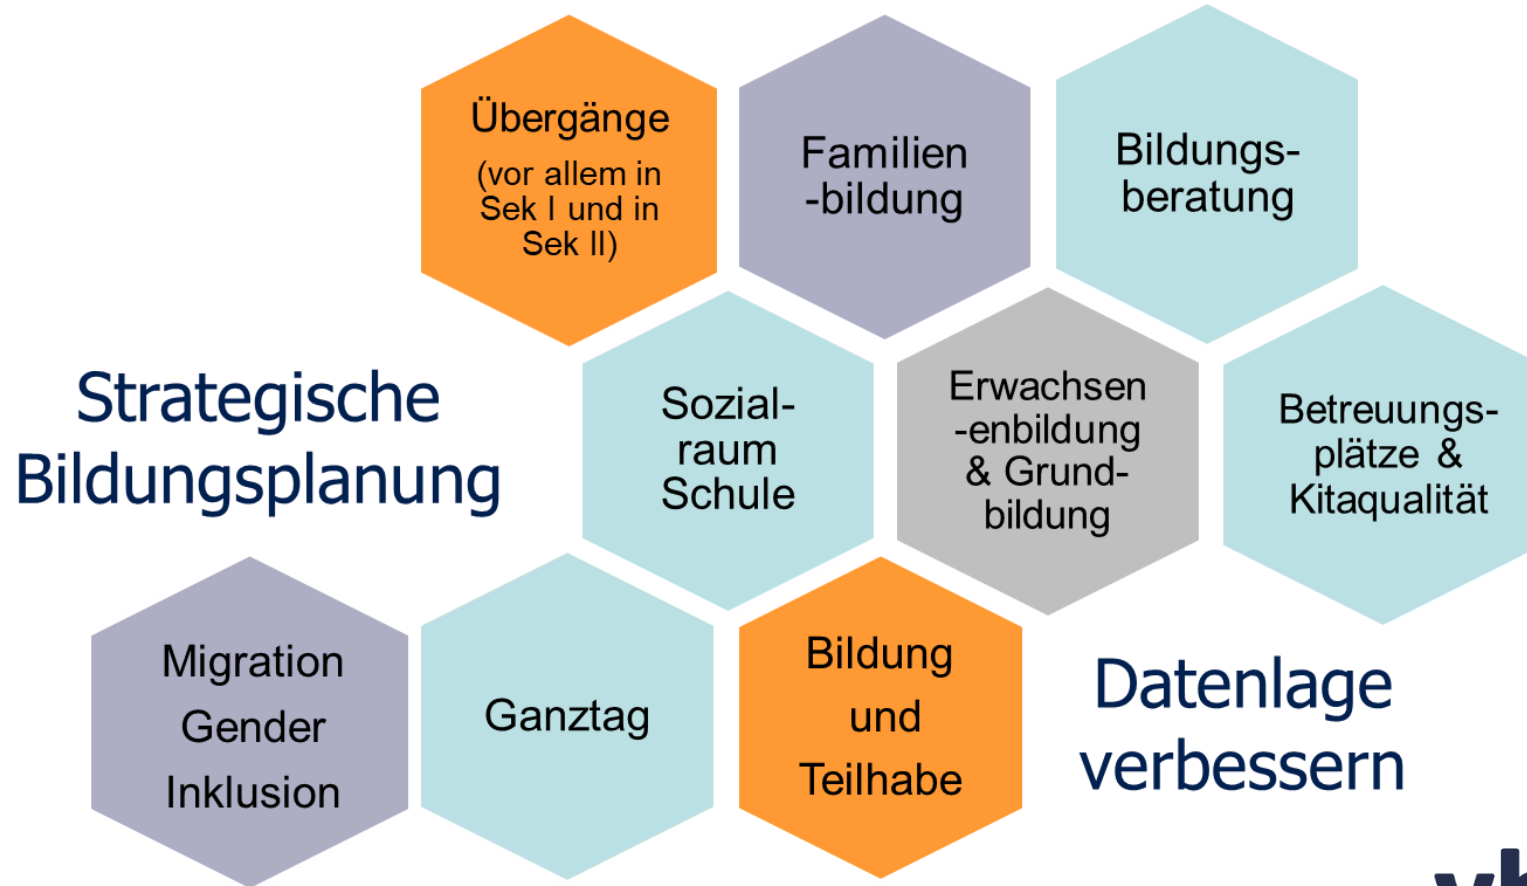 Übergänge
(vor allem in
Sek I und in
Sek II)
Familien
-bildung
Bildungs-
beratung
Strategische
Bildungsplanung
Sozial-
raum
Schule
Erwachsen
-enbildung
& Grund-
bildung
Betreuungs-
plätze &
Kitaqualität
Migration
Gender
Inklusion
Ganztag
Bildung
und
Teilhabe
Datenlage
verbessern